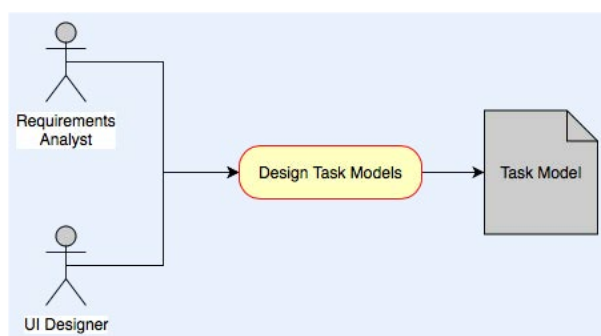 Requirements
Analyst
Design Task Models
Task Model
UI Designer